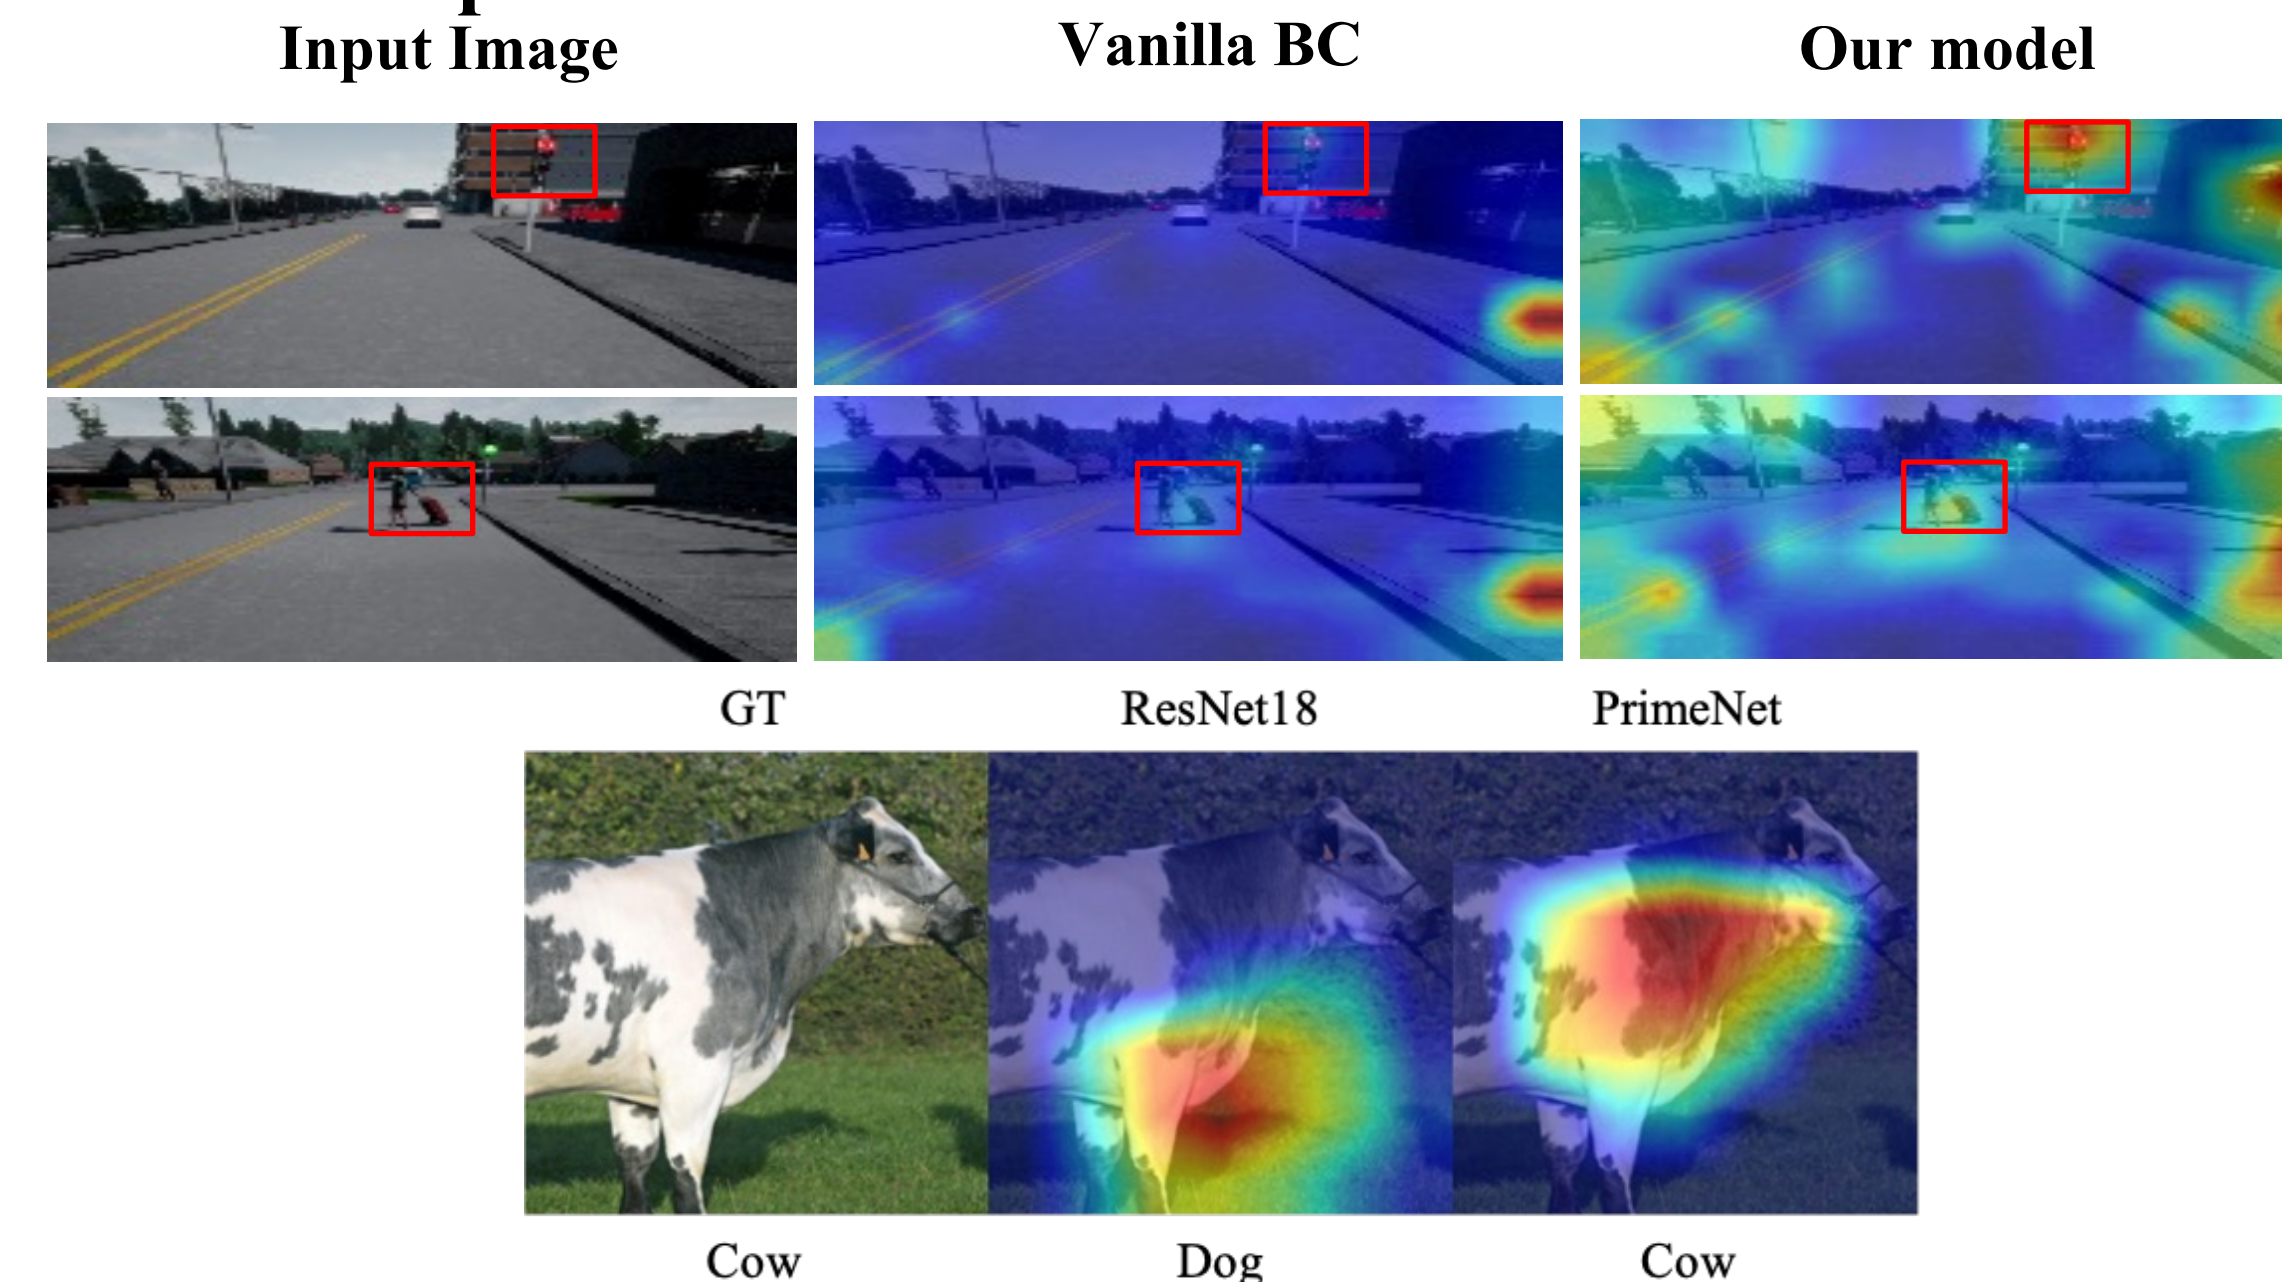 Input Image Vanilla BC Our model
GT ResNet18 PrimeNet
Cow Dog Cow